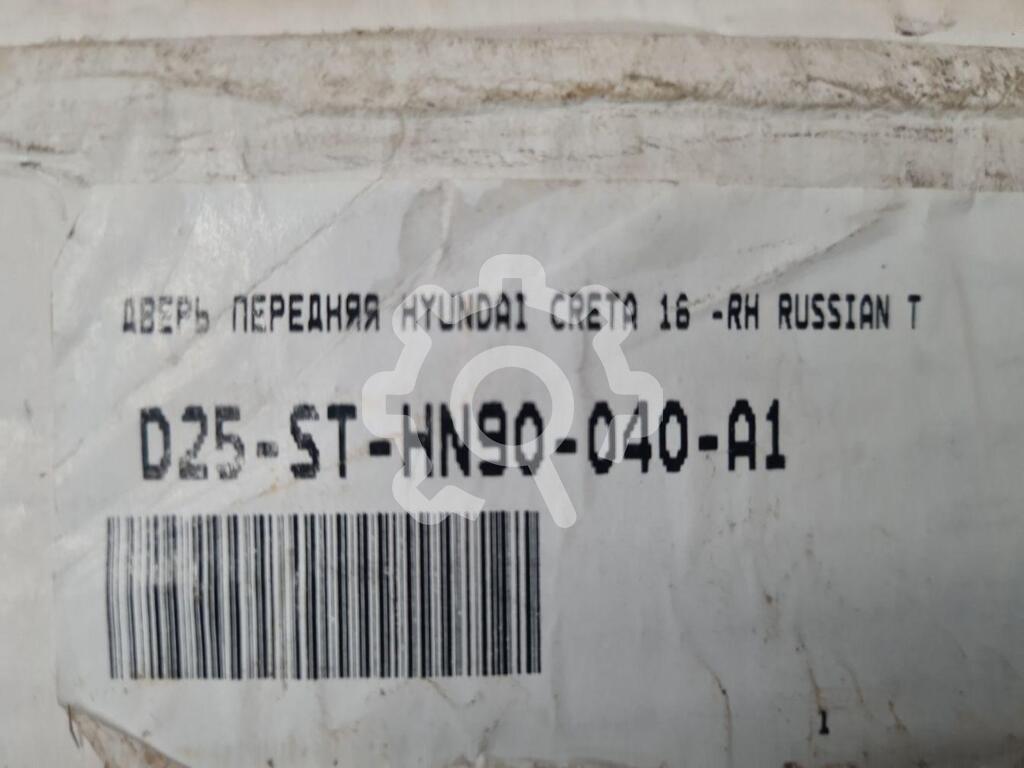 ДВЕРЬ ПЕРЕДНЯЯ HYUNDAI CRETA 16 -RH RUSSIAN T
D25-ST-HN90-040-A1
1